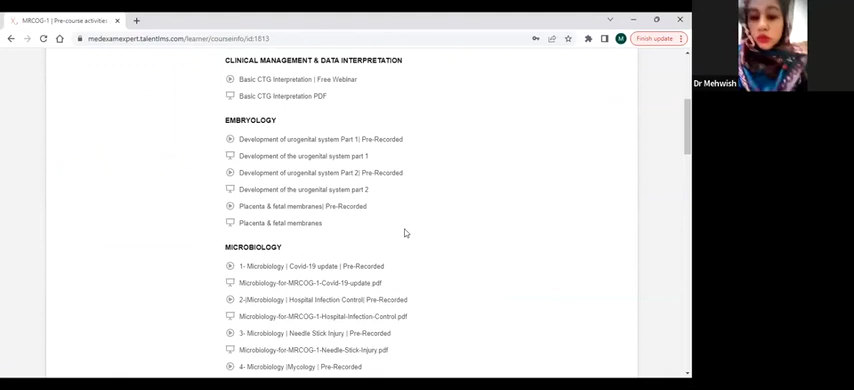 MRCOG-1 | Pre-course activities
medexamexpert.talentlms.com/learner/courseinfo/id:1813
M
Finish update
Dr Mehwish
CLINICAL MANAGEMENT & DATA INTERPRETATION
Basic CTG Interpretation | Free Webinar
Basic CTG Interpretation PDF
EMBRYOLOGY
Development of urogenital system Part 1| Pre-Recorded
Development of the urogenital system part 1
Development of urogenital system Part 2| Pre-Recorded
Development of the urogenital system part 2
Placenta & fetal membranes| Pre-Recorded
Placenta & fetal membranes
MICROBIOLOGY
1- Microbiology | Covid-19 update | Pre-Recorded
Microbiology-for-MRCOG-1-Covid-19-update.pdf
2-|Microbiology | Hospital Infection Control| Pre-Recorded
Microbiology-for-MRCOG-1-Hospital-Infection-Control.pdf
3- Microbiology | Needle Stick Injury | Pre-Recorded
Microbiology-for-MRCOG-1-Needle-Stick-Injury.pdf
4- Microbiology |Mycology | Pre-Recorded